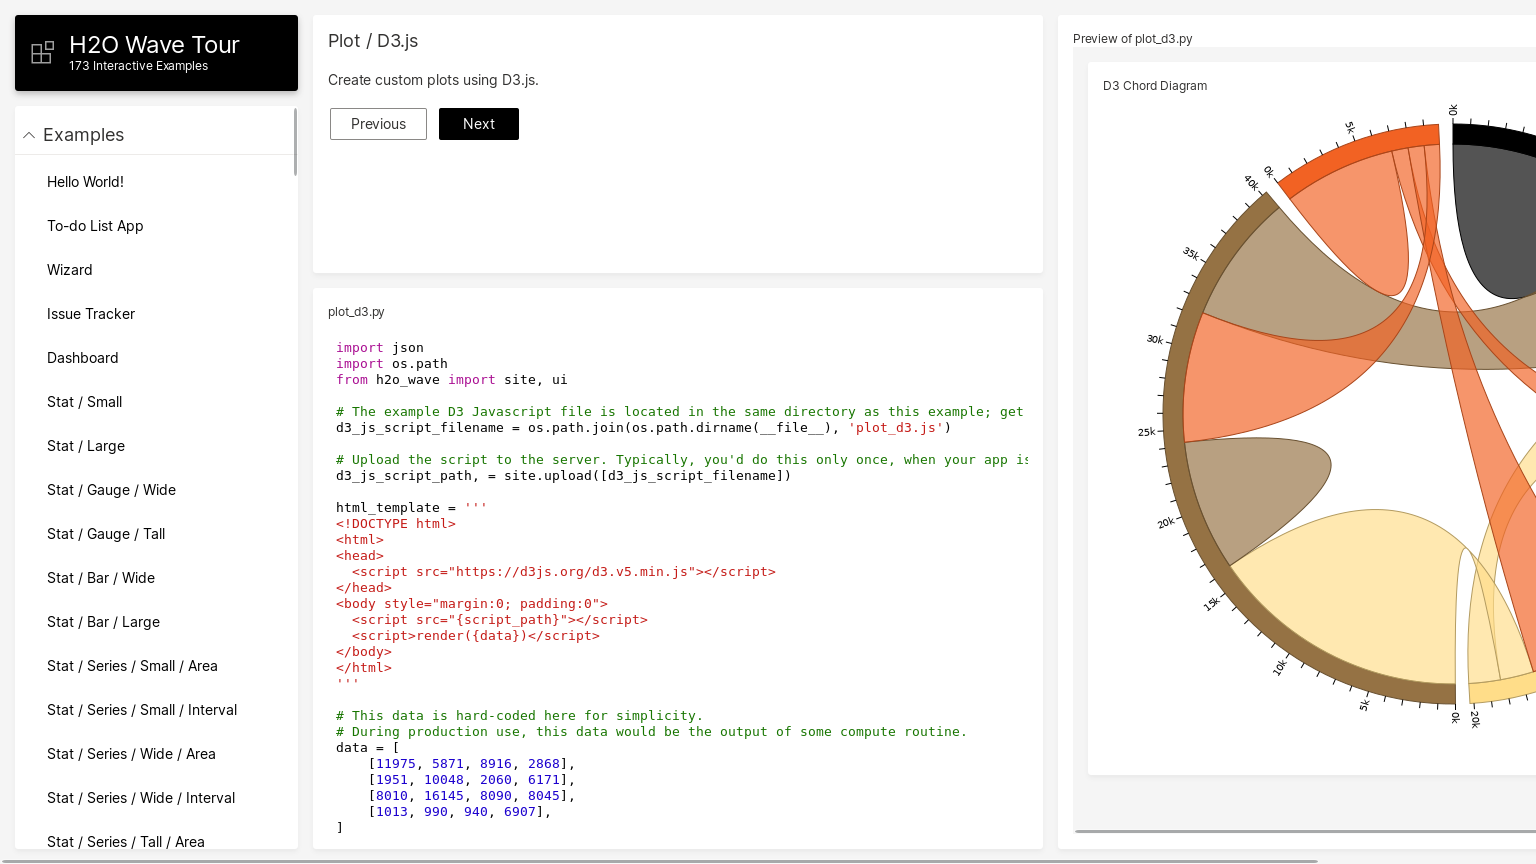 H2O Wave Tour
173 Interactive Examples
Examples
Hello World!
To-do List App
Wizard
Issue Tracker
Dashboard
Stat / Small
Stat / Large
Stat / Gauge / Wide
Stat / Gauge / Tall
Stat / Bar / Wide
Stat / Bar / Large
Stat / Series / Small / Area
Stat / Series / Small / Interval
Stat / Series / Wide / Area
Stat / Series / Wide / Interval
Stat / Series / Tall / Area
Plot / D3.js
Create custom plots using D3.js.
Previous
Next
plot_d3.py
import json
import os.path
from h2o_wave import site, ui
# The example D3 Javascript file is located in the same directory as this example; get
d3_js_script_filename = os.path.join(os.path.dirname(__file__), 'plot_d3.js')
# Upload the script to the server. Typically, you'd do this only once, when your app is
d3_js_script_path, = site.upload([d3_js_script_filename])
html_template = '''
<!DOCTYPE html>
<html>
<head>
  <script src="https://d3js.org/d3.v5.min.js"></script>
</head>
<body style="margin:0; padding:0">
  <script src="{script_path}"></script>
  <script>render({data})</script>
</body>
</html>
'''
# This data is hard-coded here for simplicity.
# During production use, this data would be the output of some compute routine.
data = [
    [11975, 5871, 8916, 2868],
    [1951, 10048, 2060, 6171],
    [8010, 16145, 8090, 8045],
    [1013, 990, 940, 6907],
]
Preview of plot_d3.py
D3 Chord Diagram
0k
5k
0k
40k
35k
30k
25k
20k
15k
10k
5k
0k
20k